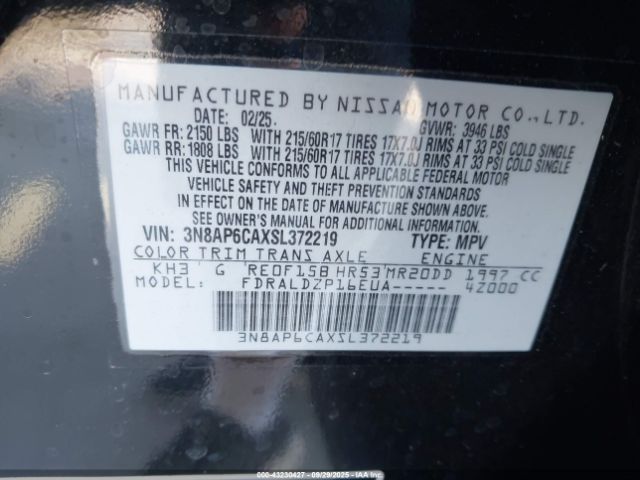 MANUFACTURED BY NISSAN MOTOR CO.,LTD.
DATE: 02/25. GVWR: 3946 LBS
GAWR FR: 2150 LBS WITH 215/60R17 TIRES 17X7.0J RIMS AT 33 PSI COLD SINGLE
GAWR RR: 1808 LBS WITH 215/60R17 TIRES 17X7.0J RIMS AT 33 PSI COLD SINGLE
THIS VEHICLE CONFORMS TO ALL APPLICABLE FEDERAL MOTOR
VEHICLE SAFETY AND THEFT PREVENTION STANDARDS
IN EFFECT ON THE DATE OF MANUFACTURE SHOWN ABOVE.
SEE OWNER'S MANUAL FOR ADDITIONAL INFORMATION.
VIN: 3N8AP6CAXSL372219 TYPE: MPV
COLOR TRIM TRANS AXLE ENGINE
KH3 G RE0F15B HR53 MR20DD 1997 CC
MODEL: FDRALDZP16EUA----- 4Z000
3N8AP6CAXSL372219
000-43230427 - 09/29/2025 - IAAI.COM